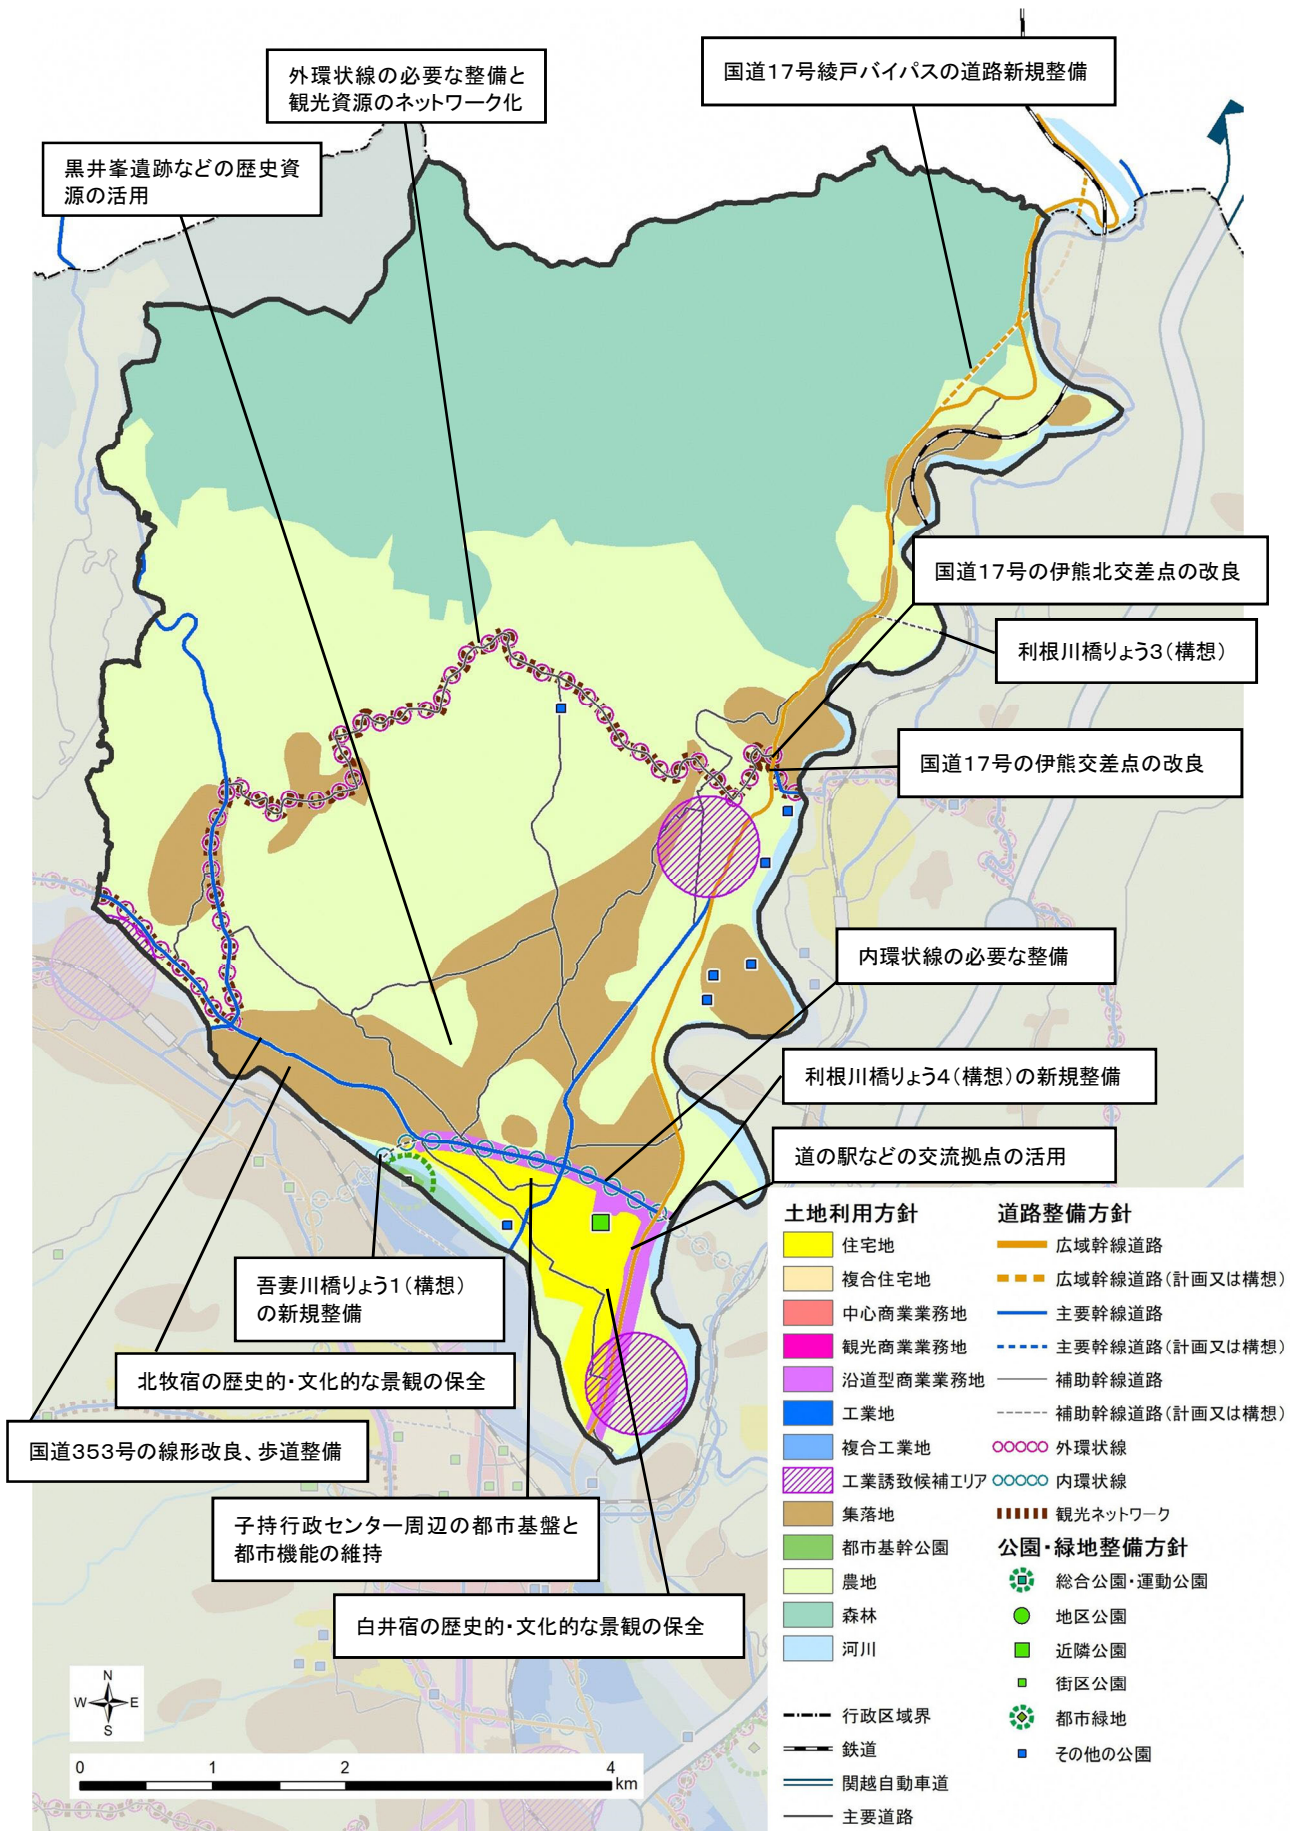 国道17号綾戸バイパスの道路新規整備
外環状線の必要な整備と
観光資源のネットワーク化
黒井峯遺跡などの歴史資
源の活用
国道17号の伊熊北交差点の改良
利根川橋りょう3(構想)
国道17号の伊熊交差点の改良
内環状線の必要な整備
利根川橋りょう4(構想)の新規整備
道の駅などの交流拠点の活用
吾妻川橋りょう1(構想)
の新規整備
北牧宿の歴史的・文化的な景観の保全
国道353号の線形改良、歩道整備
子持行政センター周辺の都市基盤と
都市機能の維持
白井宿の歴史的・文化的な景観の保全
土地利用方針
住宅地
複合住宅地
中心商業業務地
観光商業業務地
沿道型商業業務地
工業地
複合工業地
工業誘致候補エリア
集落地
都市基幹公園
農地
森林
河川
行政区域界
鉄道
関越自動車道
主要道路
道路整備方針
広域幹線道路
広域幹線道路(計画又は構想)
主要幹線道路
主要幹線道路(計画又は構想)
補助幹線道路
補助幹線道路(計画又は構想)
外環状線
内環状線
観光ネットワーク
公園・緑地整備方針
総合公園・運動公園
地区公園
近隣公園
街区公園
都市緑地
その他の公園
N
W E
S
0 1 2 4
km